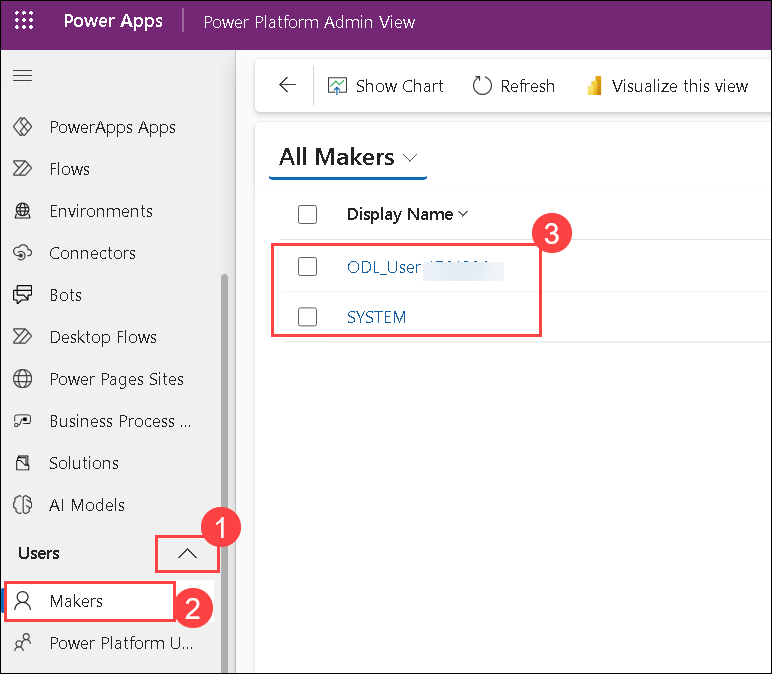 Power Apps | Power Platform Admin View
Show Chart Refresh Visualize this view
PowerApps Apps
Flows
Environments
Connectors
Bots
Desktop Flows
Power Pages Sites
Business Process ...
Solutions
AI Models
Users
1
Makers
2
Power Platform U...
All Makers
Display Name
3
ODL_User
SYSTEM